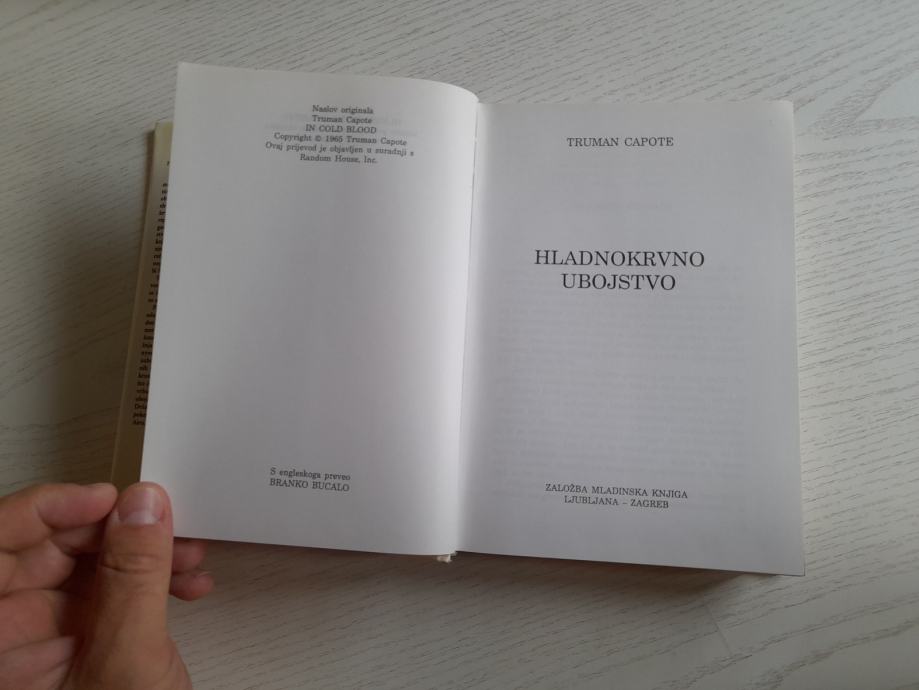 Naslov originala
Truman Capote
IN COLD BLOOD
Copyright © 1965 Truman Capote
Ovaj prijevod je objavljen u suradnji s
Random House, Inc.
S engleskoga preveo
BRANKO BUCALO
TRUMAN CAPOTE
HLADNOKRVNO
UBOJSTVO
ZALOŽBA MLADINSKA KNJIGA
LJUBLJANA – ZAGREB